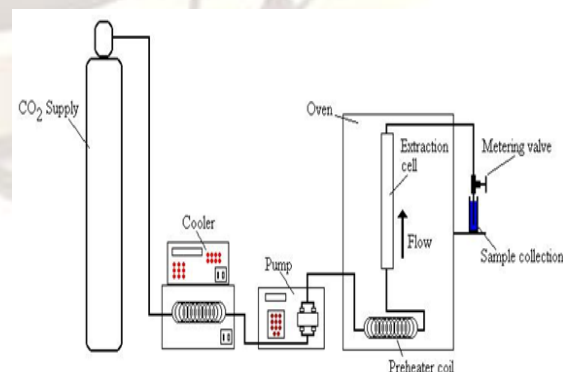 CO2 Supply
Cooler
Pump
Oven
Extraction
cell
Flow
Metering valve
Sample collection
Preheater coil